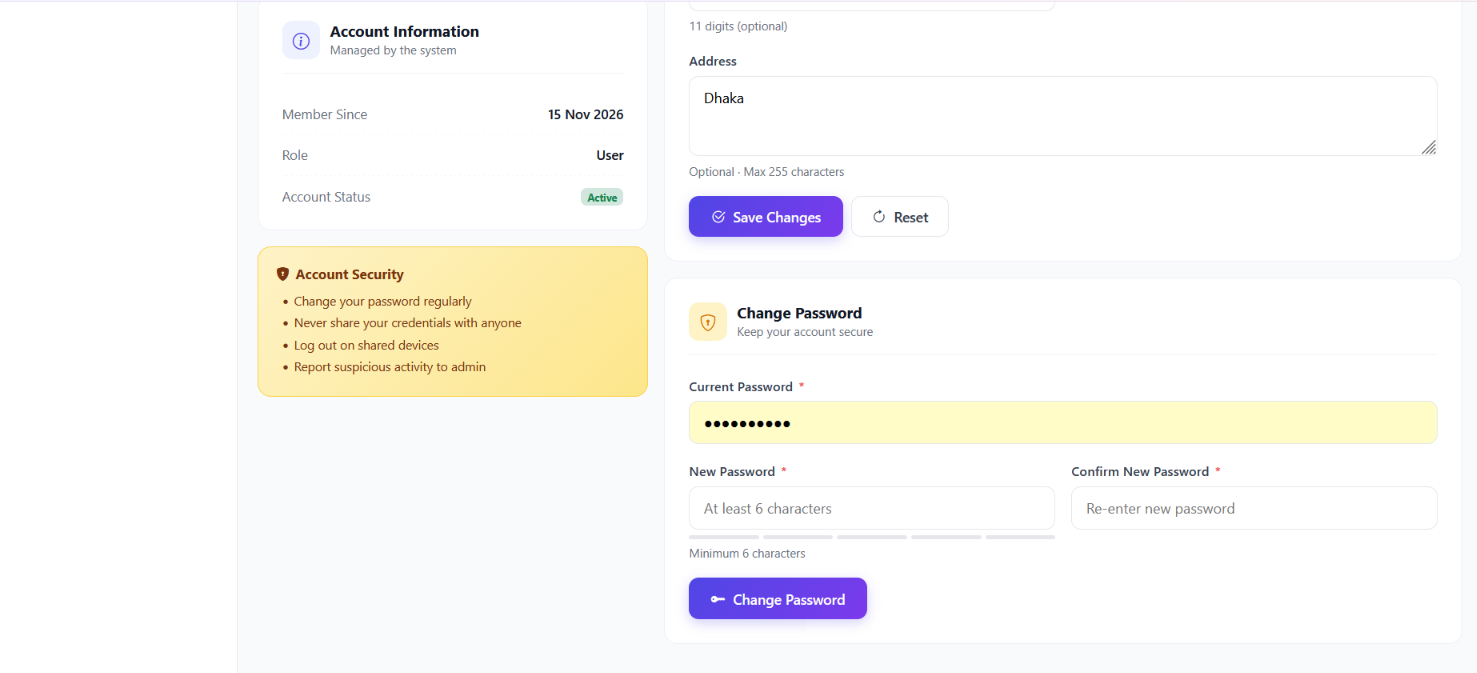 Account Information
Managed by the system
Member Since 15 Nov 2026
Role User
Account Status Active
Account Security
• Change your password regularly
• Never share your credentials with anyone
• Log out on shared devices
• Report suspicious activity to admin
11 digits (optional)
Address
Dhaka
Optional · Max 255 characters
Save Changes Reset
Change Password
Keep your account secure
Current Password *
••••••••••
New Password * Confirm New Password *
At least 6 characters Re-enter new password
Minimum 6 characters
Change Password